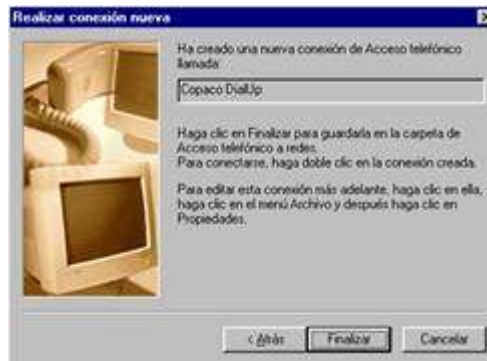 Realizar conexión nueva
Ha creado una nueva conexión de Acceso telefónico
llamada:
Copaco DialUp
Haga clic en Finalizar para guardarla en la carpeta de
Acceso telefónico a redes.
Para conectarse, haga doble clic en la conexión creada.
Para editar esta conexión más adelante, haga clic en ella,
haga clic en el menú Archivo y después haga clic en
Propiedades.
< Atrás
Finalizar
Cancelar